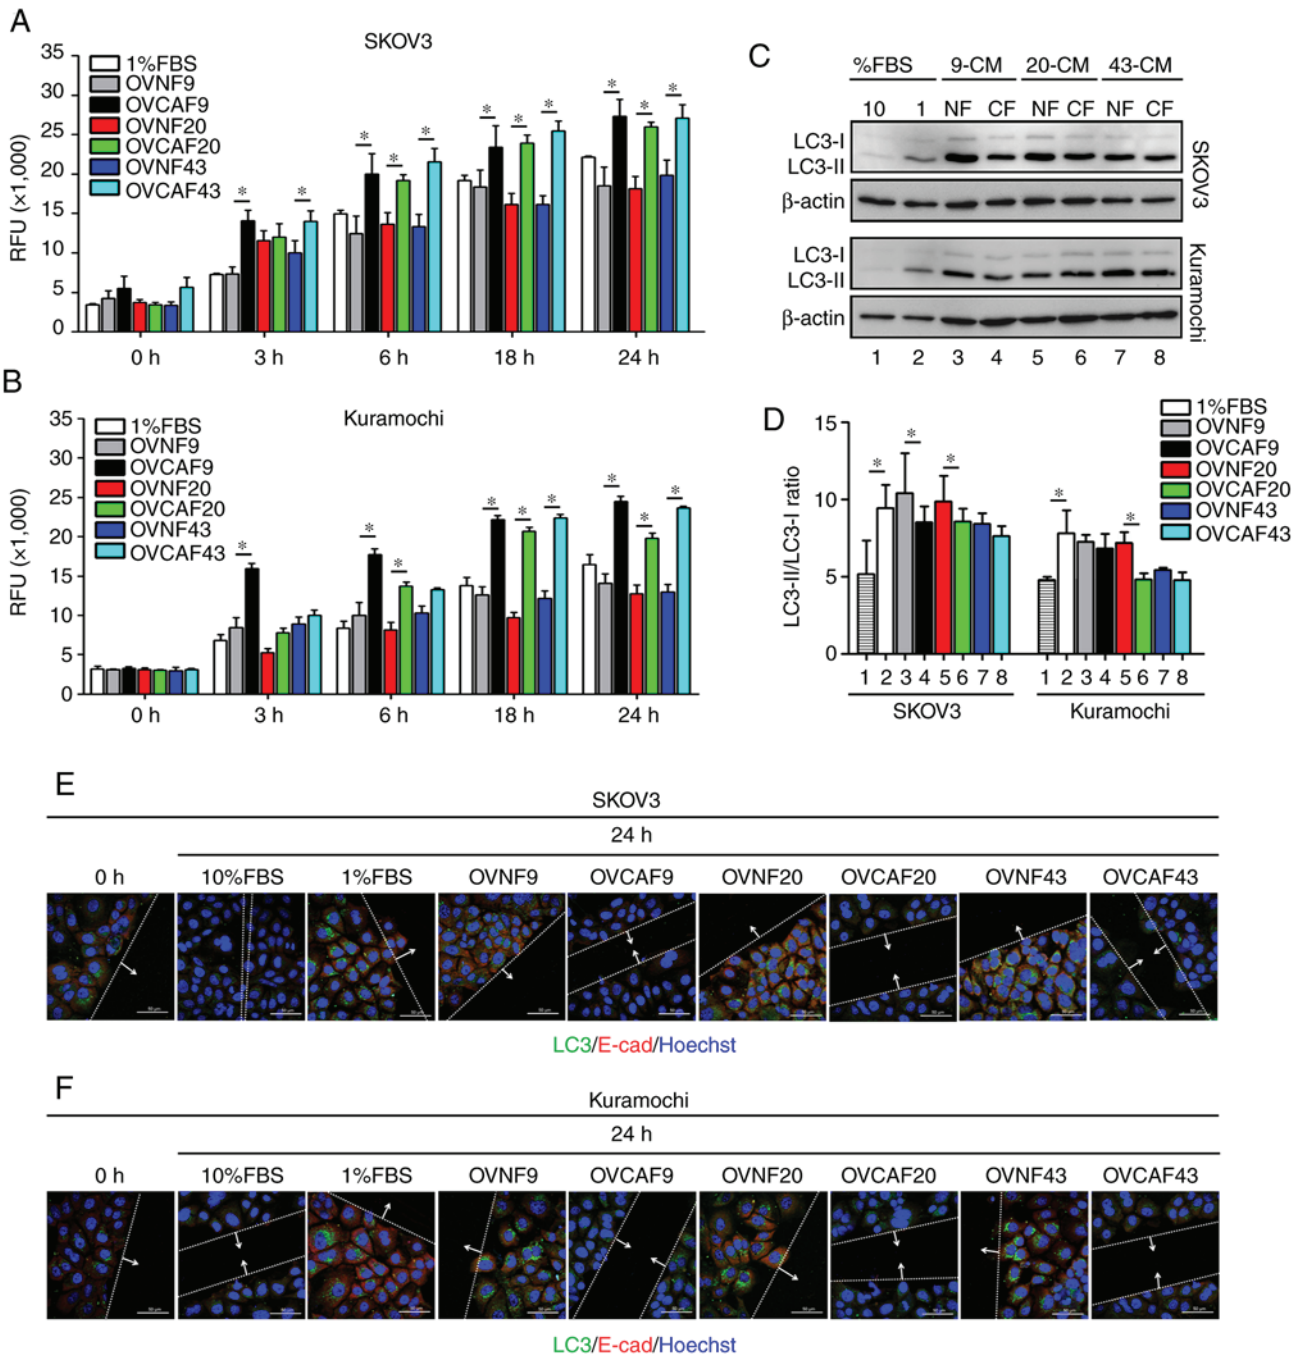 A
SKOV3
RFU (×1,000)
35
30
25
20
15
10
5
0
1%FBS
OVNF9
OVCAF9
OVNF20
OVCAF20
OVNF43
OVCAF43
* * * * * * * * * * *
0 h 3 h 6 h 18 h 24 h
B
Kuramochi
RFU (×1,000)
35
30
25
20
15
10
5
0
1%FBS
OVNF9
OVCAF9
OVNF20
OVCAF20
OVNF43
OVCAF43
* * * * * * * * *
0 h 3 h 6 h 18 h 24 h
C
%FBS 9-CM 20-CM 43-CM
10 1 NF CF NF CF NF CF
LC3-I
LC3-II
β-actin
SKOV3
LC3-I
LC3-II
β-actin
Kuramochi
1 2 3 4 5 6 7 8
D
LC3-II/LC3-I ratio
15
10
5
0
1%FBS
OVNF9
OVCAF9
OVNF20
OVCAF20
OVNF43
OVCAF43
* * * * *
1 2 3 4 5 6 7 8 1 2 3 4 5 6 7 8
SKOV3 Kuramochi
E
SKOV3
24 h
0 h 10%FBS 1%FBS OVNF9 OVCAF9 OVNF20 OVCAF20 OVNF43 OVCAF43
LC3/E-cad/Hoechst
F
Kuramochi
24 h
0 h 10%FBS 1%FBS OVNF9 OVCAF9 OVNF20 OVCAF20 OVNF43 OVCAF43
LC3/E-cad/Hoechst